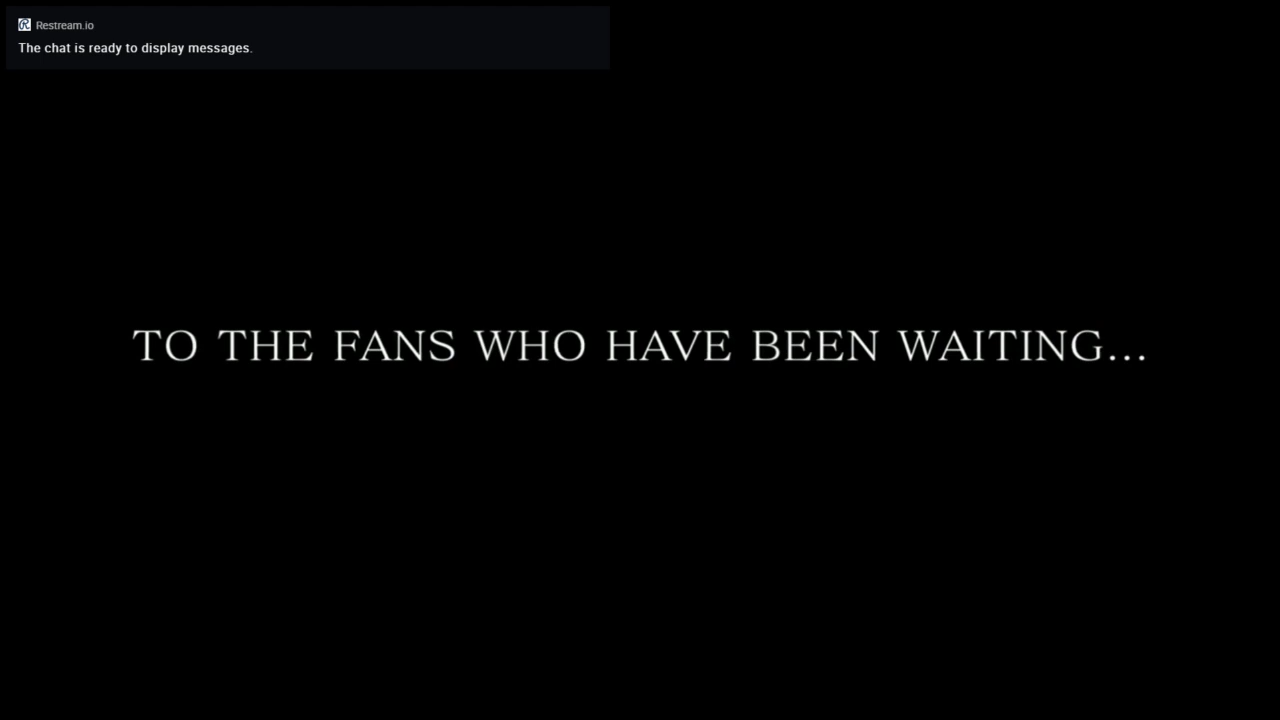 Restream.io
The chat is ready to display messages.
TO THE FANS WHO HAVE BEEN WAITING...